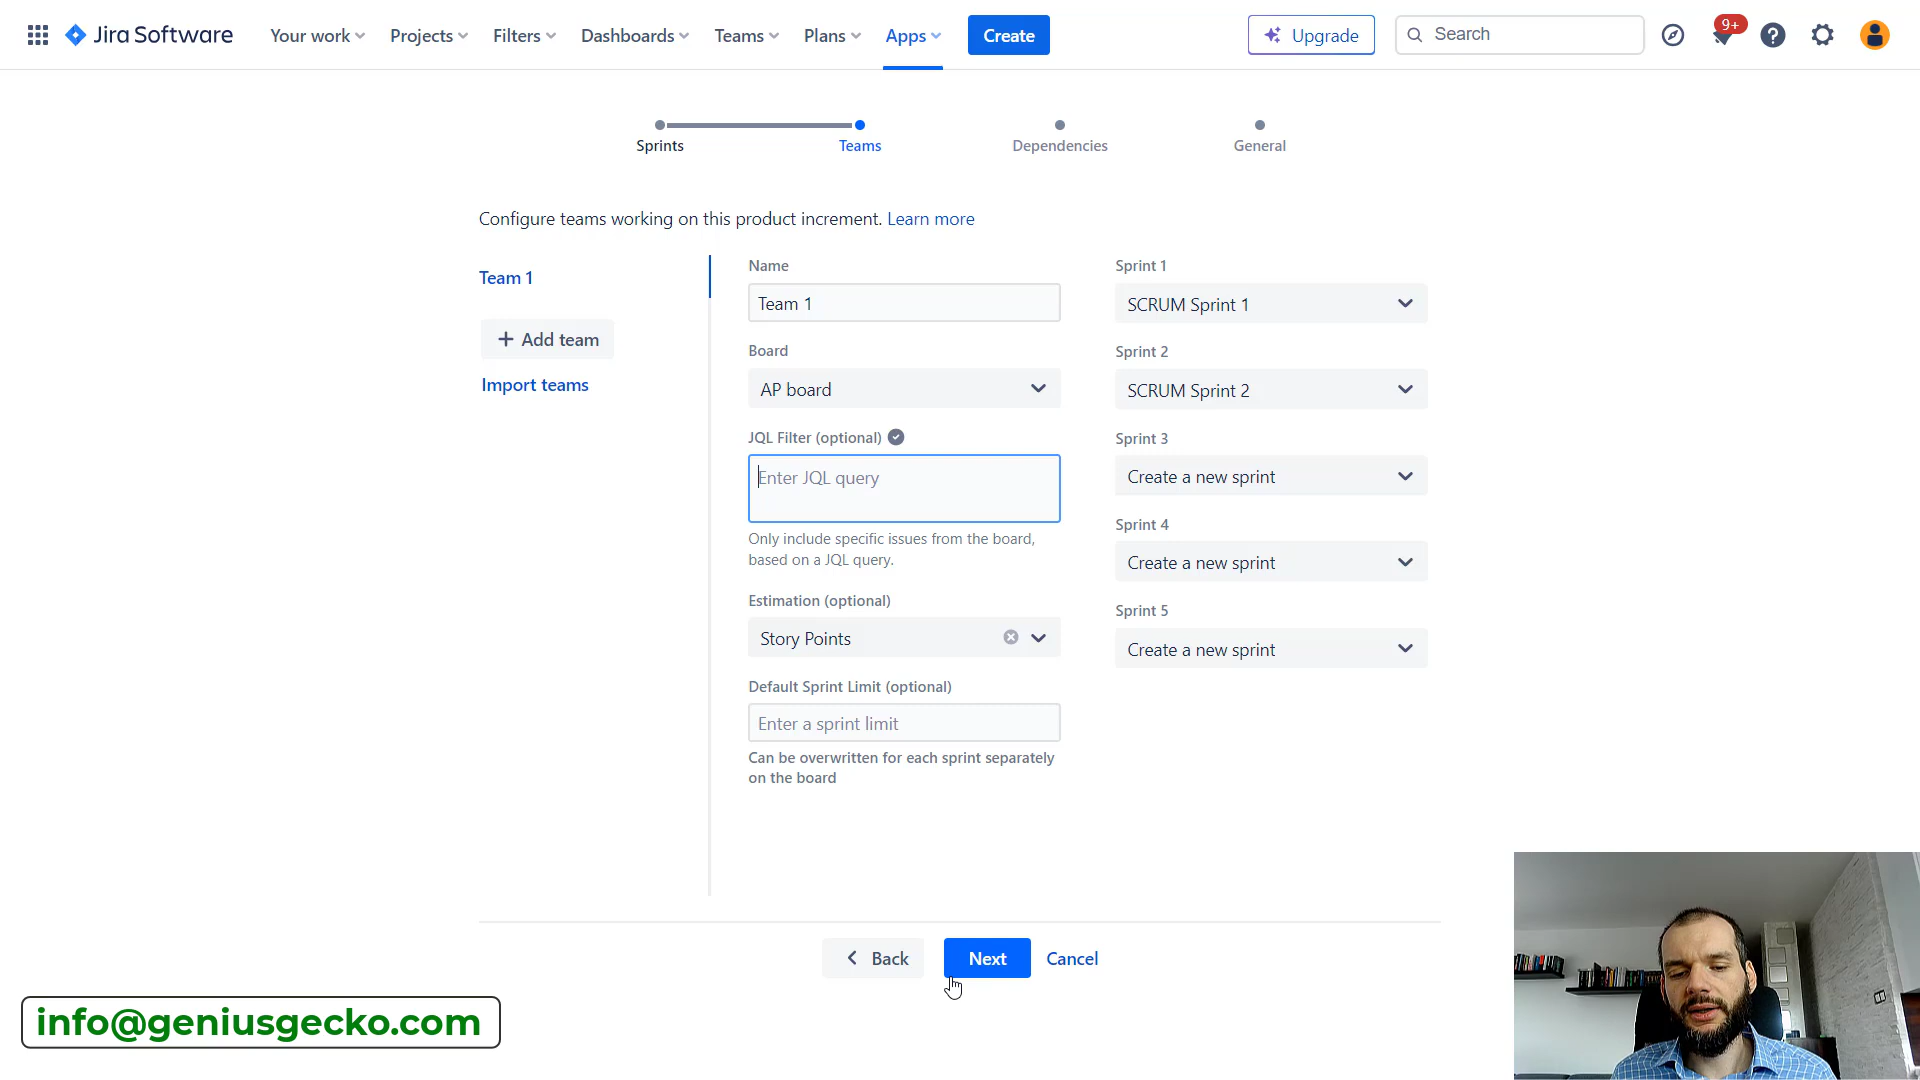 Jira Software
Your work
Projects
Filters
Dashboards
Teams
Plans
Apps
Create
Upgrade
Search
9+
Sprints
Teams
Dependencies
General
Configure teams working on this product increment. Learn more
Team 1
+ Add team
Import teams
Name
Team 1
Board
AP board
JQL Filter (optional)
Enter JQL query
Only include specific issues from the board,
based on a JQL query.
Estimation (optional)
Story Points
Default Sprint Limit (optional)
Enter a sprint limit
Can be overwritten for each sprint separately
on the board
Sprint 1
SCRUM Sprint 1
Sprint 2
SCRUM Sprint 2
Sprint 3
Create a new sprint
Sprint 4
Create a new sprint
Sprint 5
Create a new sprint
Back
Next
Cancel
info@geniusgecko.com